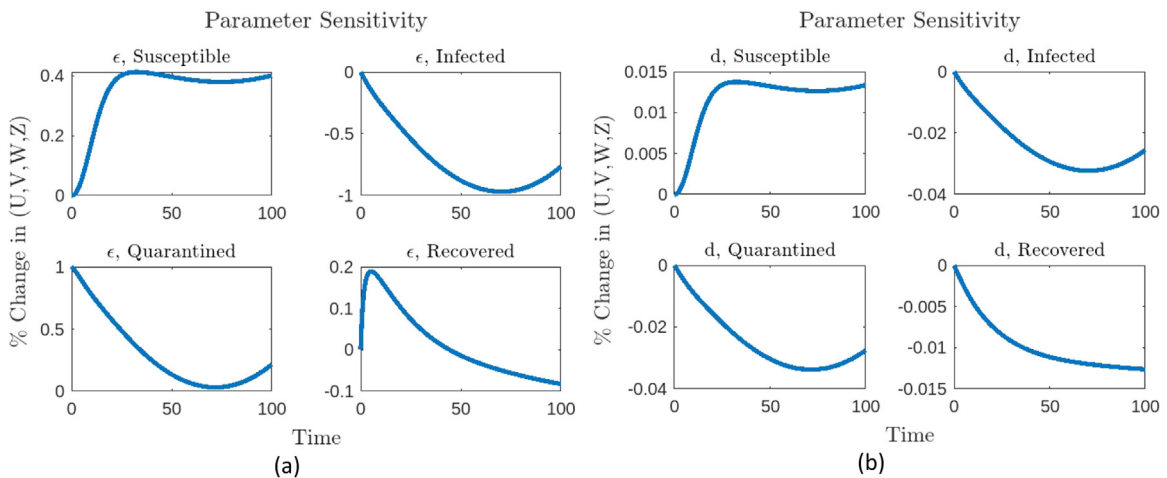 Parameter Sensitivity
ϵ, Susceptible
ϵ, Infected
0.4
0.2
0
0 50 100
0
-0.5
-1
0 50 100
ϵ, Quarantined
ϵ, Recovered
1
0.5
0
0 50 100
0.2
0.1
0
-0.1
0 50 100
% Change in (U,V,W,Z)
Time
(a)
Parameter Sensitivity
d, Susceptible
d, Infected
0.015
0.01
0.005
0
0 50 100
0
-0.02
-0.04
0 50 100
d, Quarantined
d, Recovered
0
-0.02
-0.04
0 50 100
0
-0.005
-0.01
-0.015
0 50 100
% Change in (U,V,W,Z)
Time
(b)